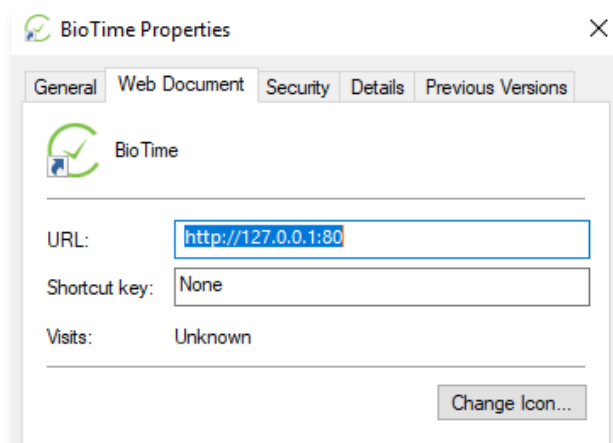 BioTime Properties
General Web Document Security Details Previous Versions
BioTime
URL: http://127.0.0.1:80
Shortcut key: None
Visits: Unknown
Change Icon...